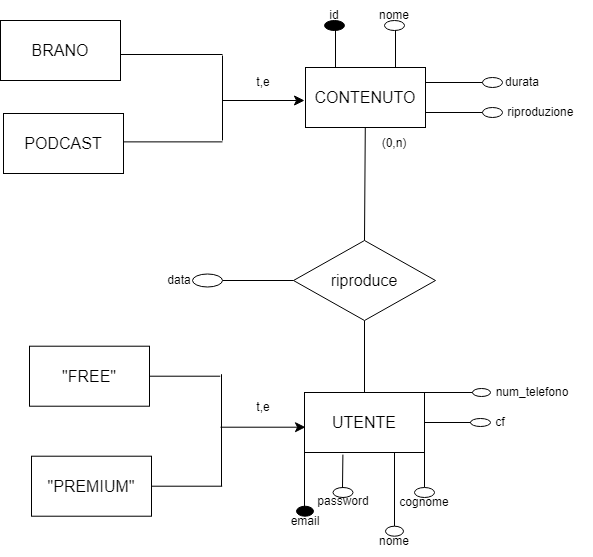 id
nome
BRANO
t,e
CONTENUTO
durata
riproduzione
PODCAST
(0,n)
data
riproduce
"FREE"
t,e
UTENTE
num_telefono
cf
"PREMIUM"
password
cognome
email
nome